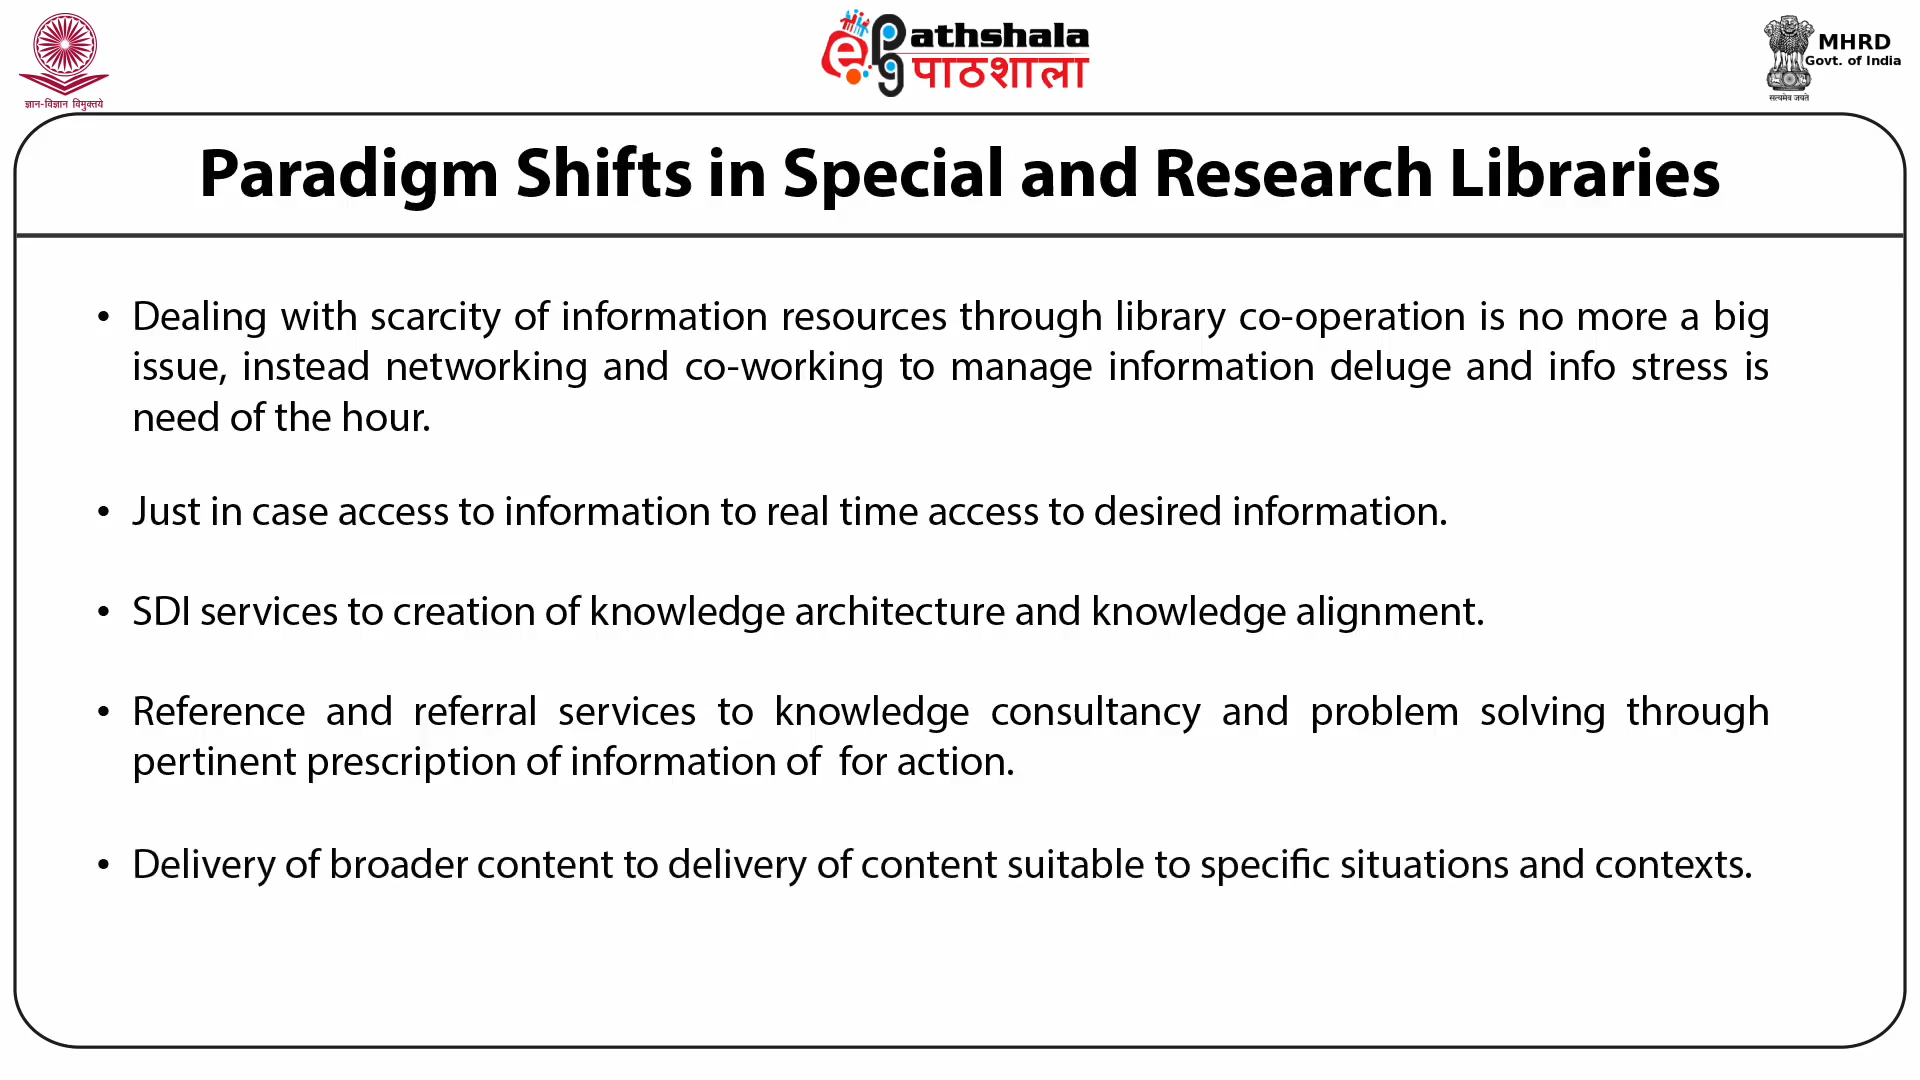 ज्ञान-विज्ञान विमुक्तये
ePathshala
पाठशाला
MHRD
Govt. of India
सत्यमेव जयते
Paradigm Shifts in Special and Research Libraries
• Dealing with scarcity of information resources through library co-operation is no more a big
issue, instead networking and co-working to manage information deluge and info stress is
need of the hour.
• Just in case access to information to real time access to desired information.
• SDI services to creation of knowledge architecture and knowledge alignment.
• Reference and referral services to knowledge consultancy and problem solving through
pertinent prescription of information of  for action.
• Delivery of broader content to delivery of content suitable to specific situations and contexts.